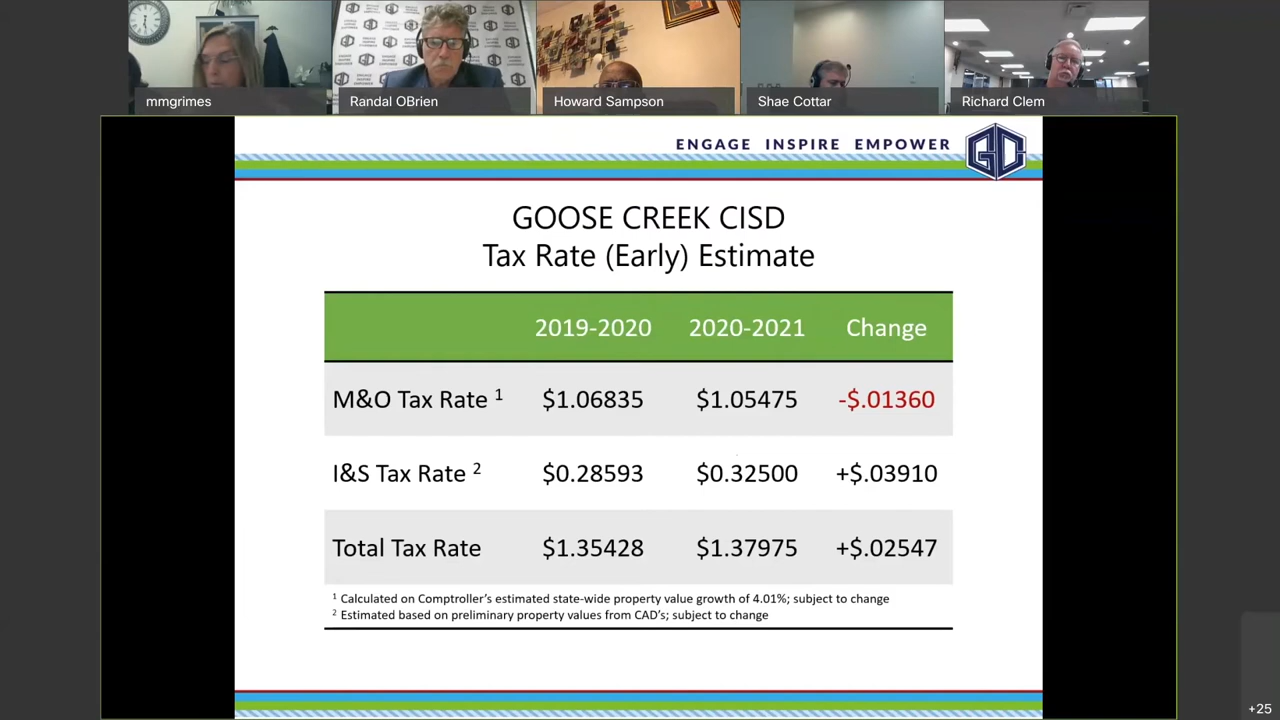 mmgrimes
Randal OBrien
Howard Sampson
Shae Cottar
Richard Clem
ENGAGE INSPIRE EMPOWER
GC
GOOSE CREEK CISD
Tax Rate (Early) Estimate
2019-2020 2020-2021 Change
M&O Tax Rate ¹ $1.06835 $1.05475 -$.01360
I&S Tax Rate ² $0.28593 $0.32500 +$.03910
Total Tax Rate $1.35428 $1.37975 +$.02547
¹ Calculated on Comptroller's estimated state-wide property value growth of 4.01%; subject to change
² Estimated based on preliminary property values from CAD's; subject to change
+25